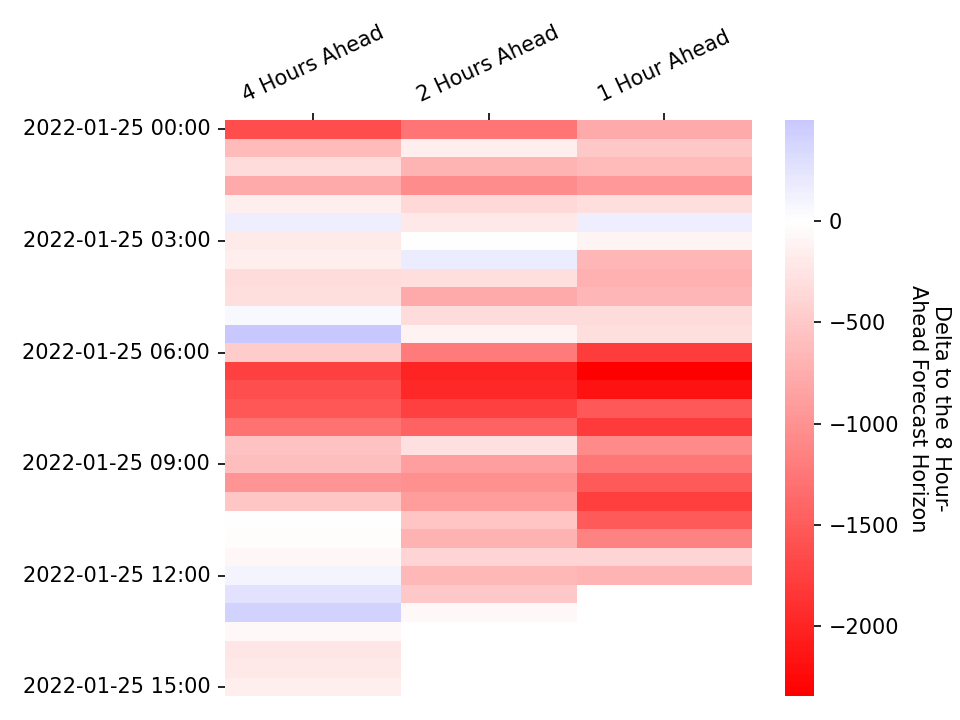 4 Hours Ahead
2 Hours Ahead
1 Hour Ahead
2022-01-25 00:00
2022-01-25 03:00
2022-01-25 06:00
2022-01-25 09:00
2022-01-25 12:00
2022-01-25 15:00
0
−500
−1000
−1500
−2000
Delta to the 8 Hour-
Ahead Forecast Horizon